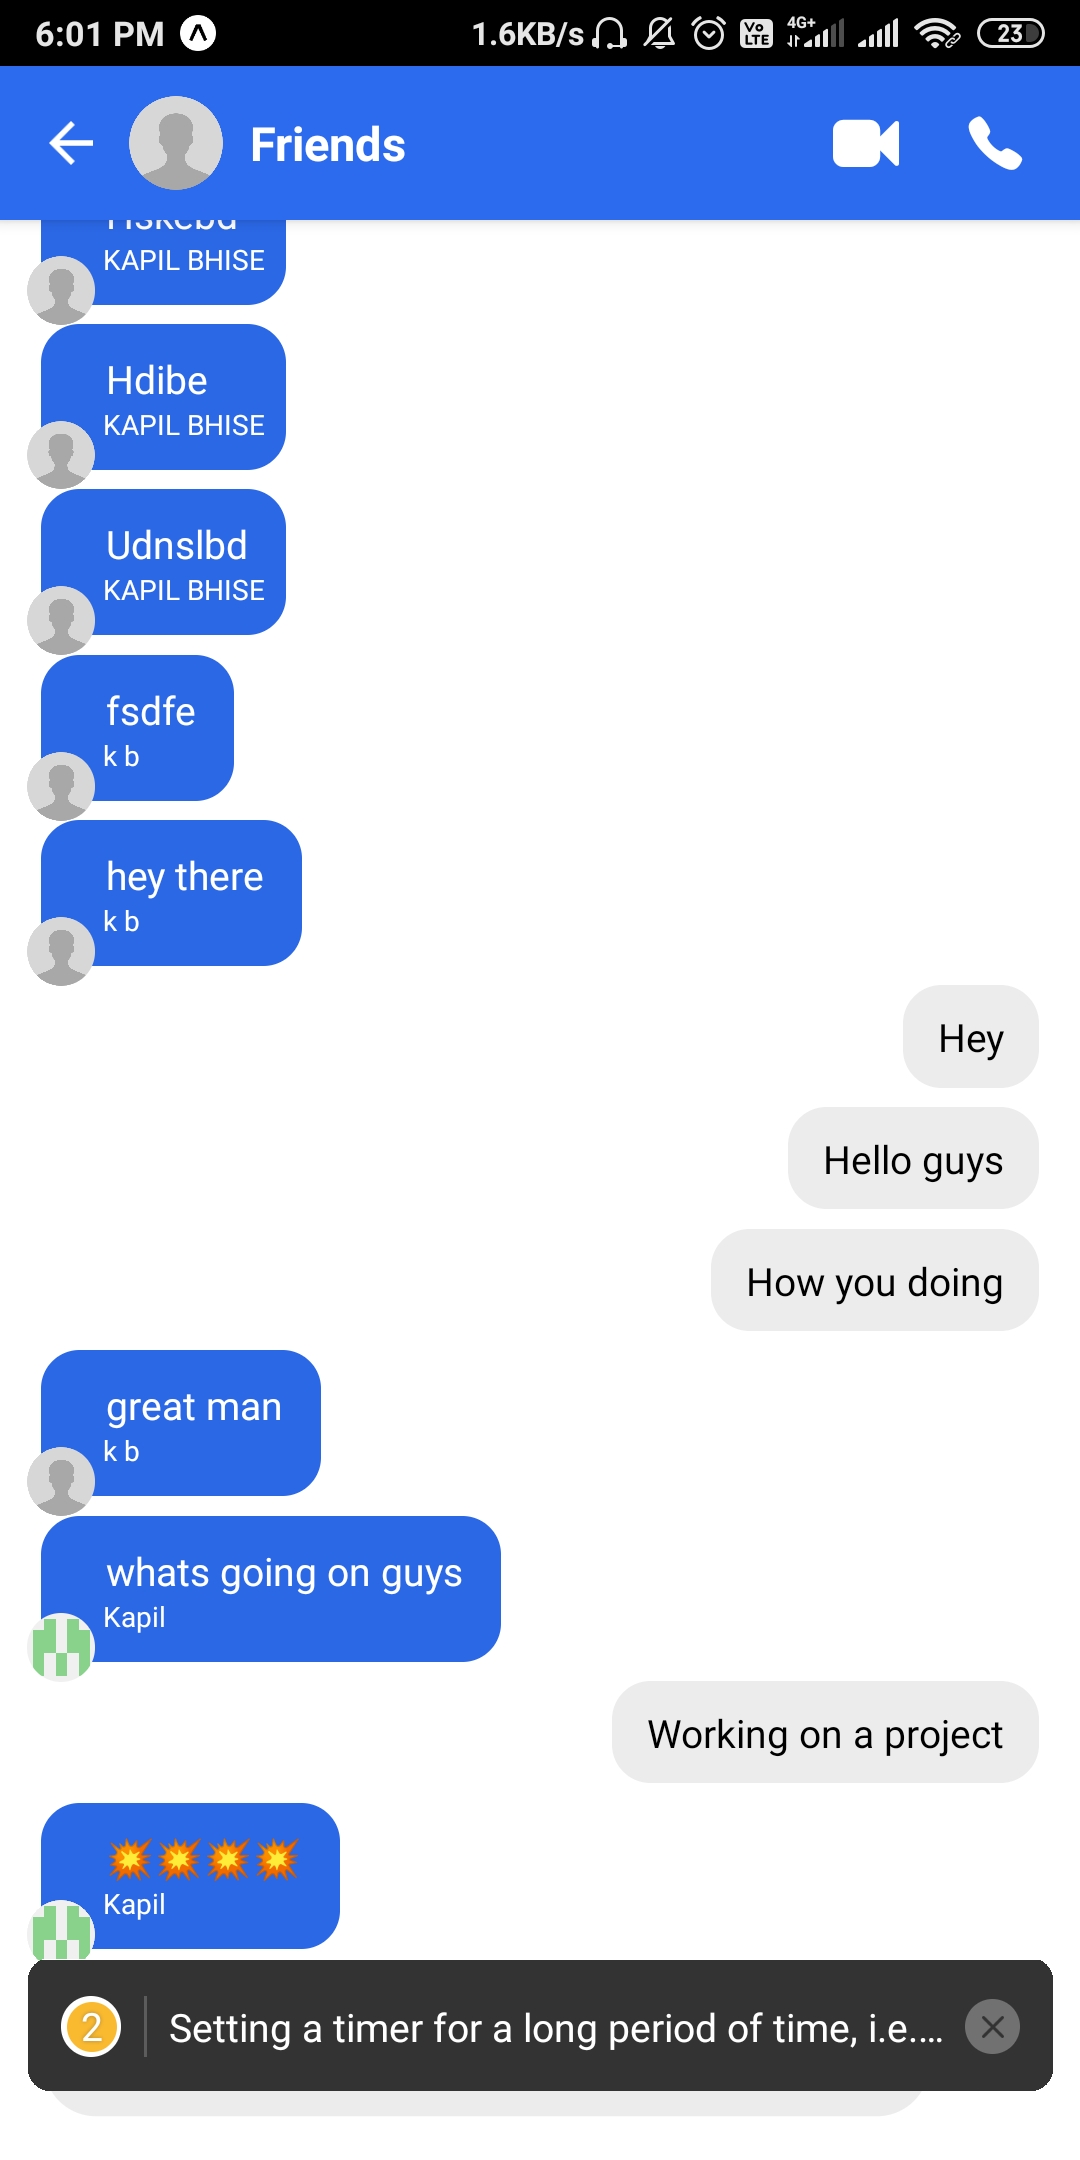 6:01 PM 1.6KB/s Vo LTE 4G+ 23
Friends
KAPIL BHISE
Hdibe
KAPIL BHISE
Udnslbd
KAPIL BHISE
fsdfe
k b
hey there
k b
Hey
Hello guys
How you doing
great man
k b
whats going on guys
Kapil
Working on a project
💥💥💥💥
Kapil
2 Setting a timer for a long period of time, i.e....